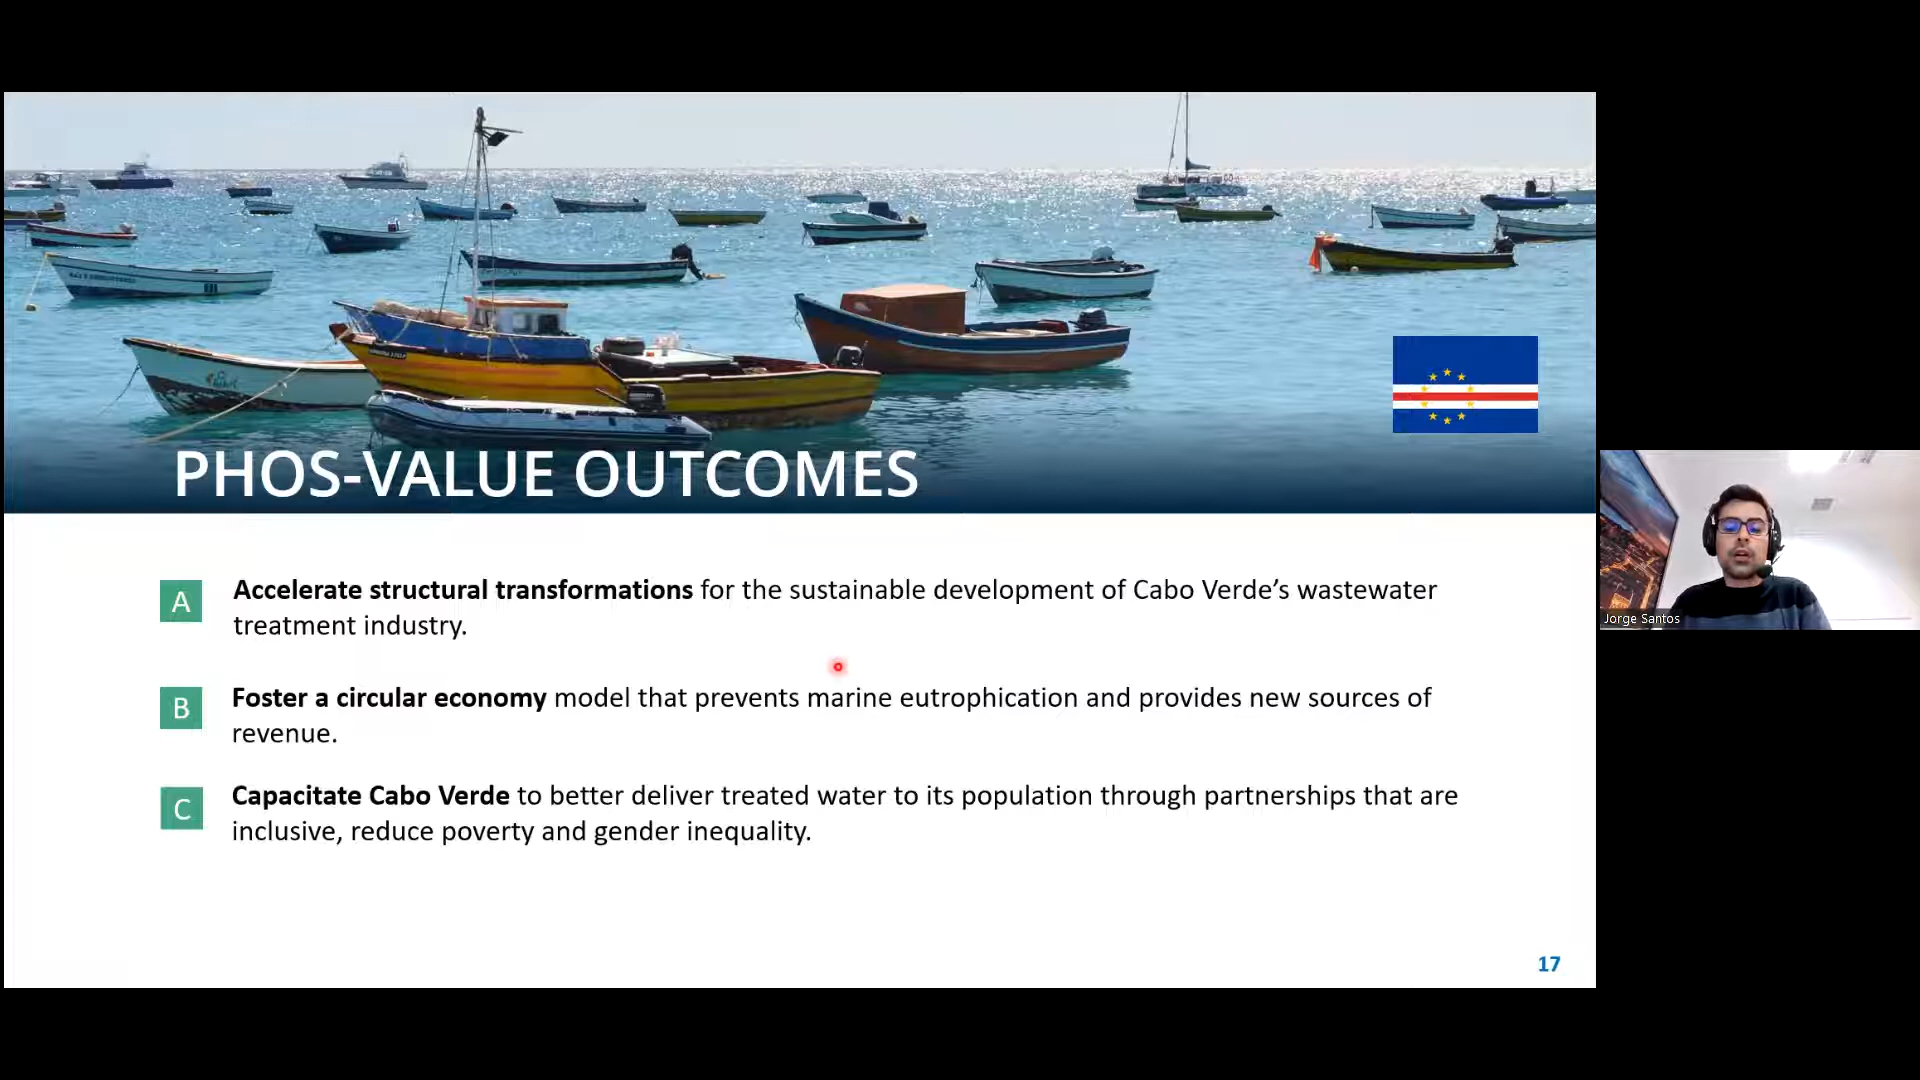 PHOS-VALUE OUTCOMES
A
Accelerate structural transformations for the sustainable development of Cabo Verde’s wastewater
treatment industry.
B
Foster a circular economy model that prevents marine eutrophication and provides new sources of
revenue.
C
Capacitate Cabo Verde to better deliver treated water to its population through partnerships that are
inclusive, reduce poverty and gender inequality.
17
Jorge Santos